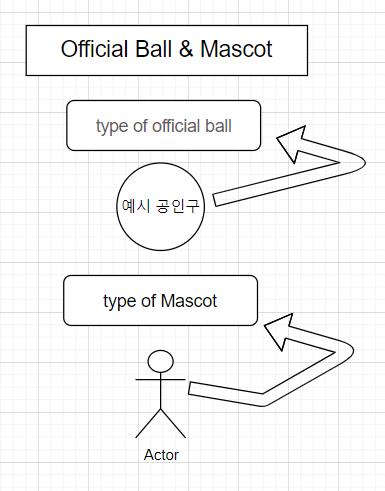 Official Ball & Mascot
type of official ball
예시 공인구
type of Mascot
Actor